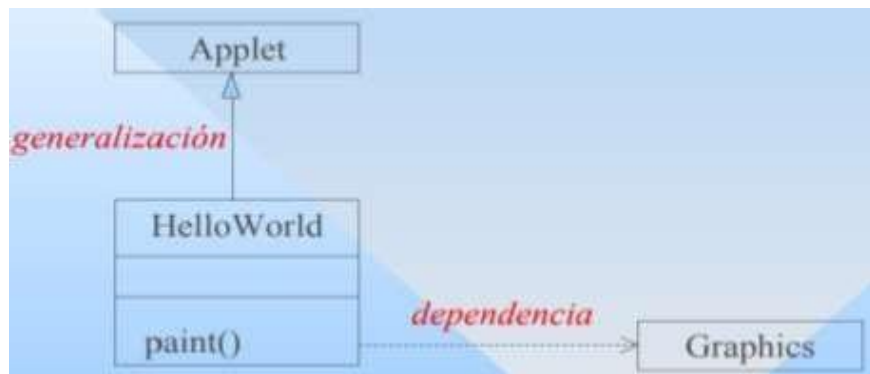 Applet
generalización
HelloWorld
dependencia
paint()
Graphics